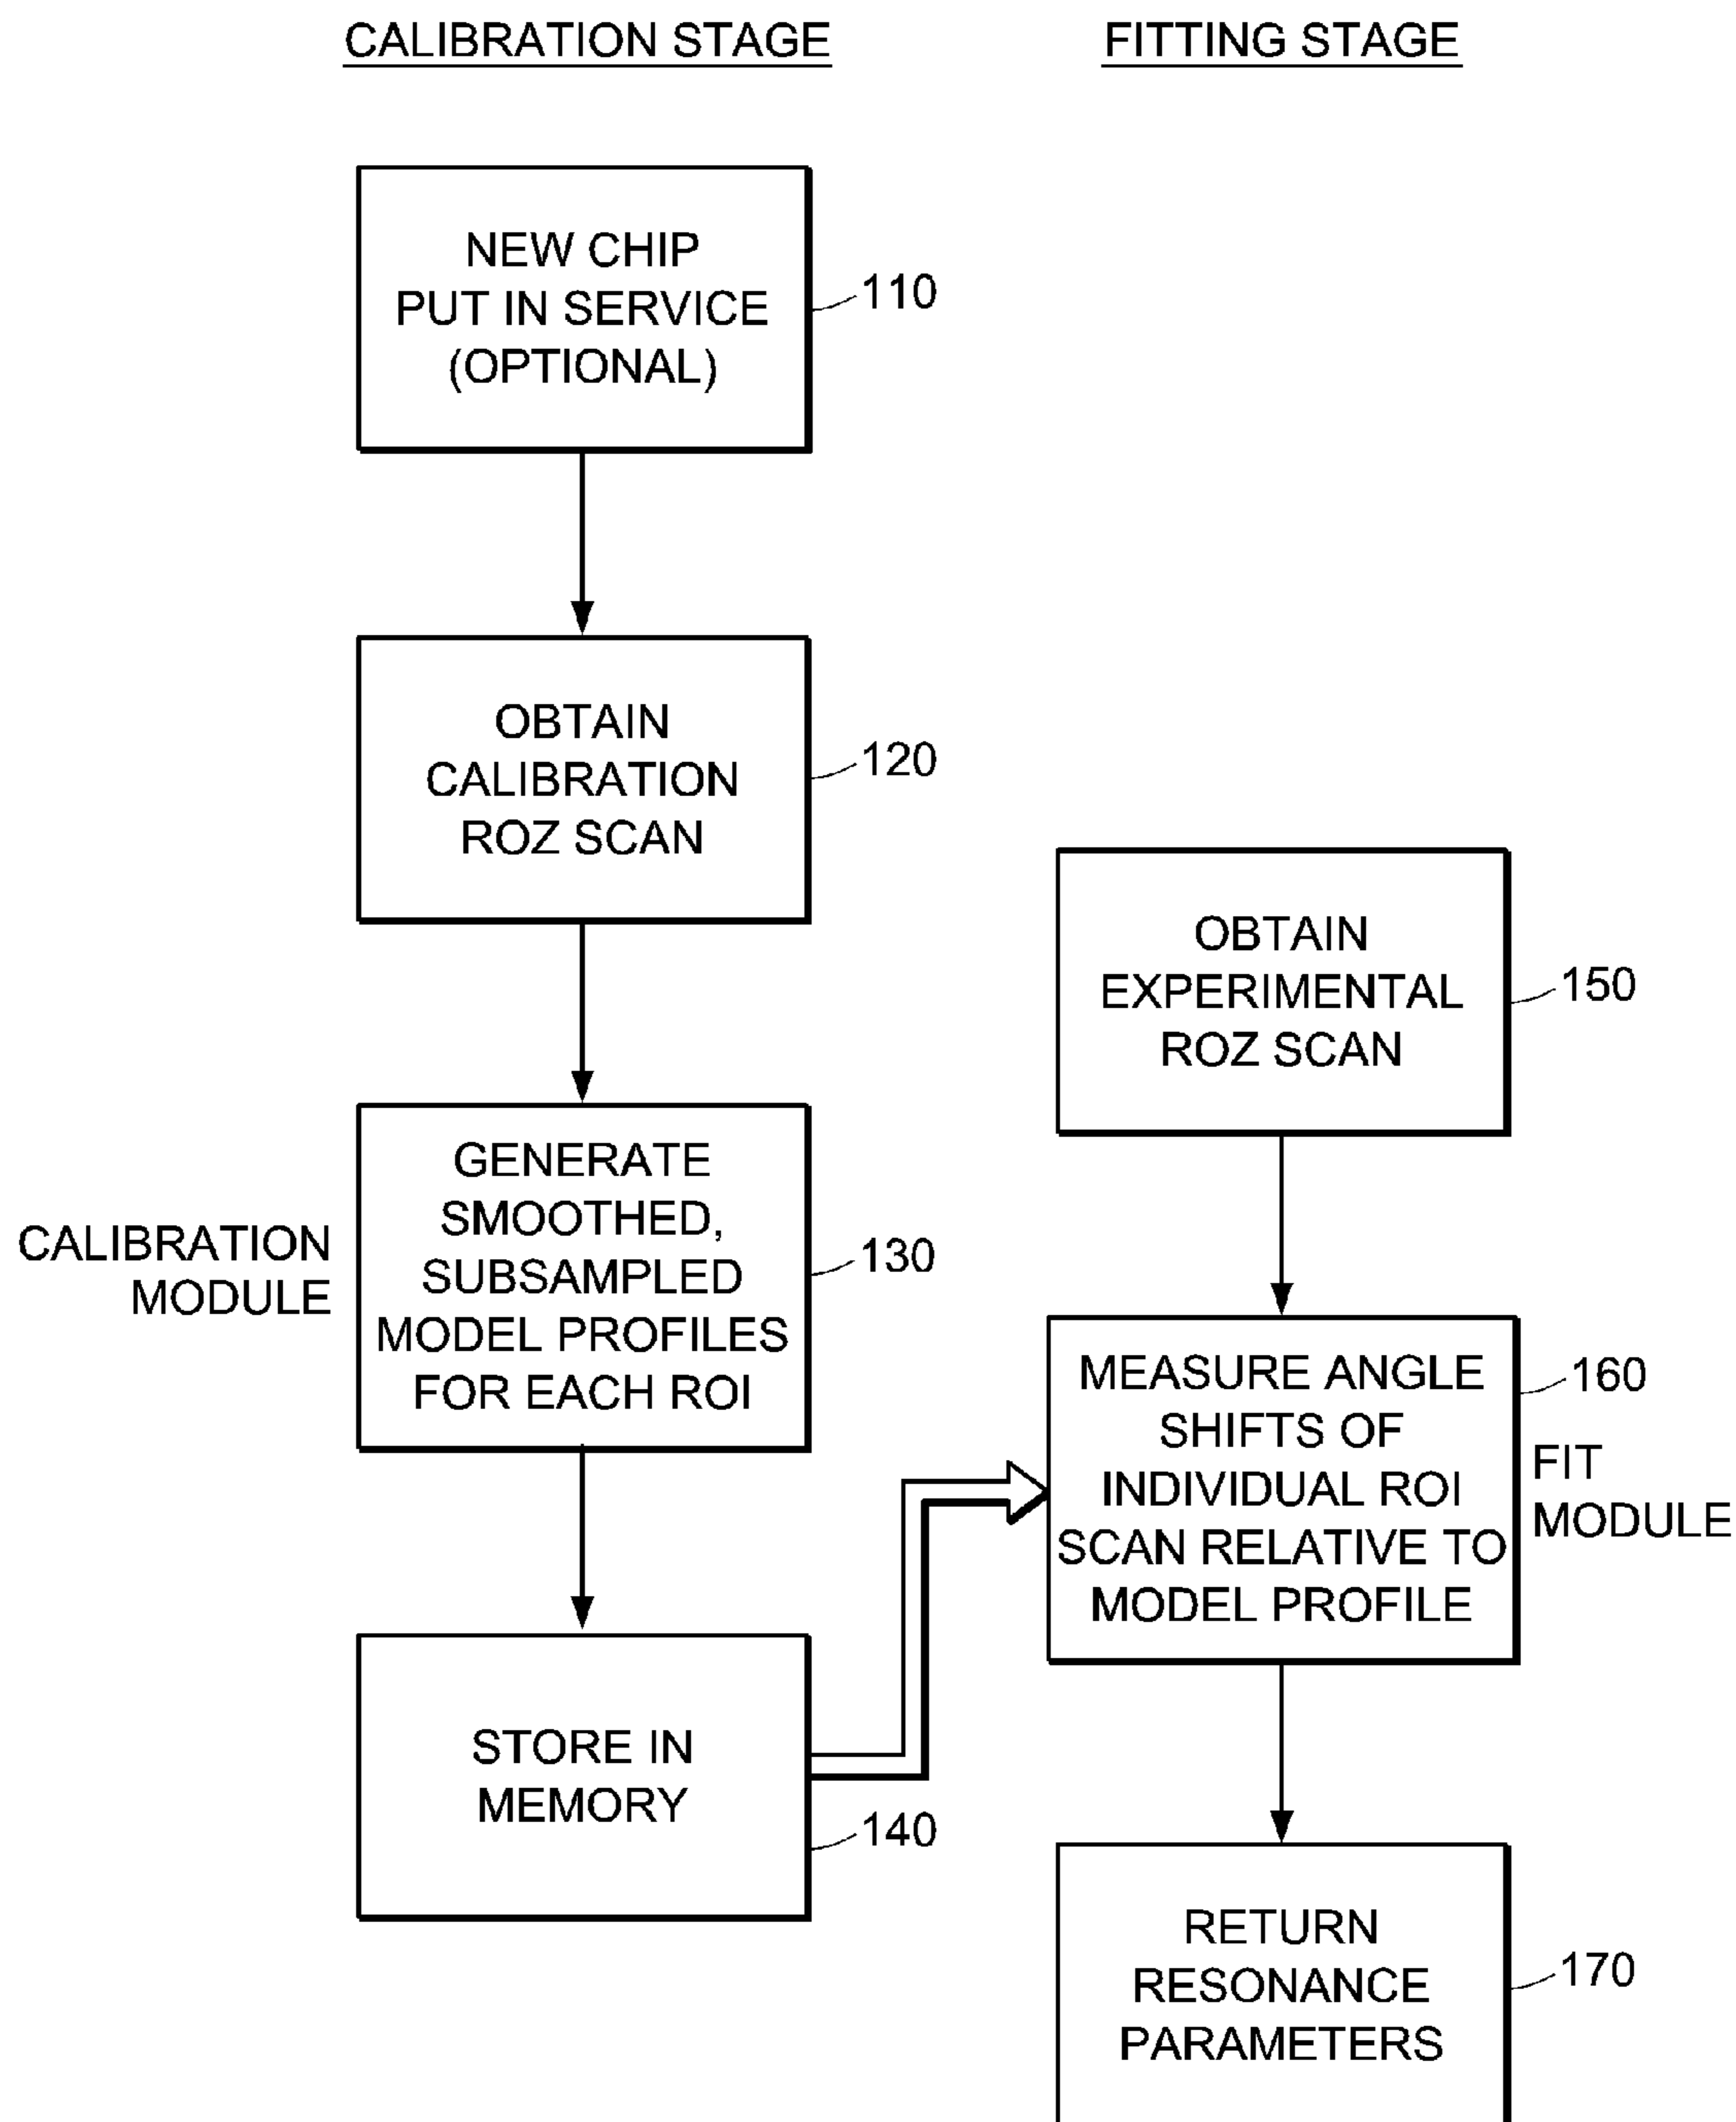 CALIBRATION STAGE
NEW CHIP
PUT IN SERVICE
(OPTIONAL)
110
OBTAIN
CALIBRATION
ROZ SCAN
120
CALIBRATION
MODULE
GENERATE
SMOOTHED,
SUBSAMPLED
MODEL PROFILES
FOR EACH ROI
130
STORE IN
MEMORY
140
FITTING STAGE
OBTAIN
EXPERIMENTAL
ROZ SCAN
150
MEASURE ANGLE
SHIFTS OF
INDIVIDUAL ROI
SCAN RELATIVE TO
MODEL PROFILE
160
FIT
MODULE
RETURN
RESONANCE
PARAMETERS
170